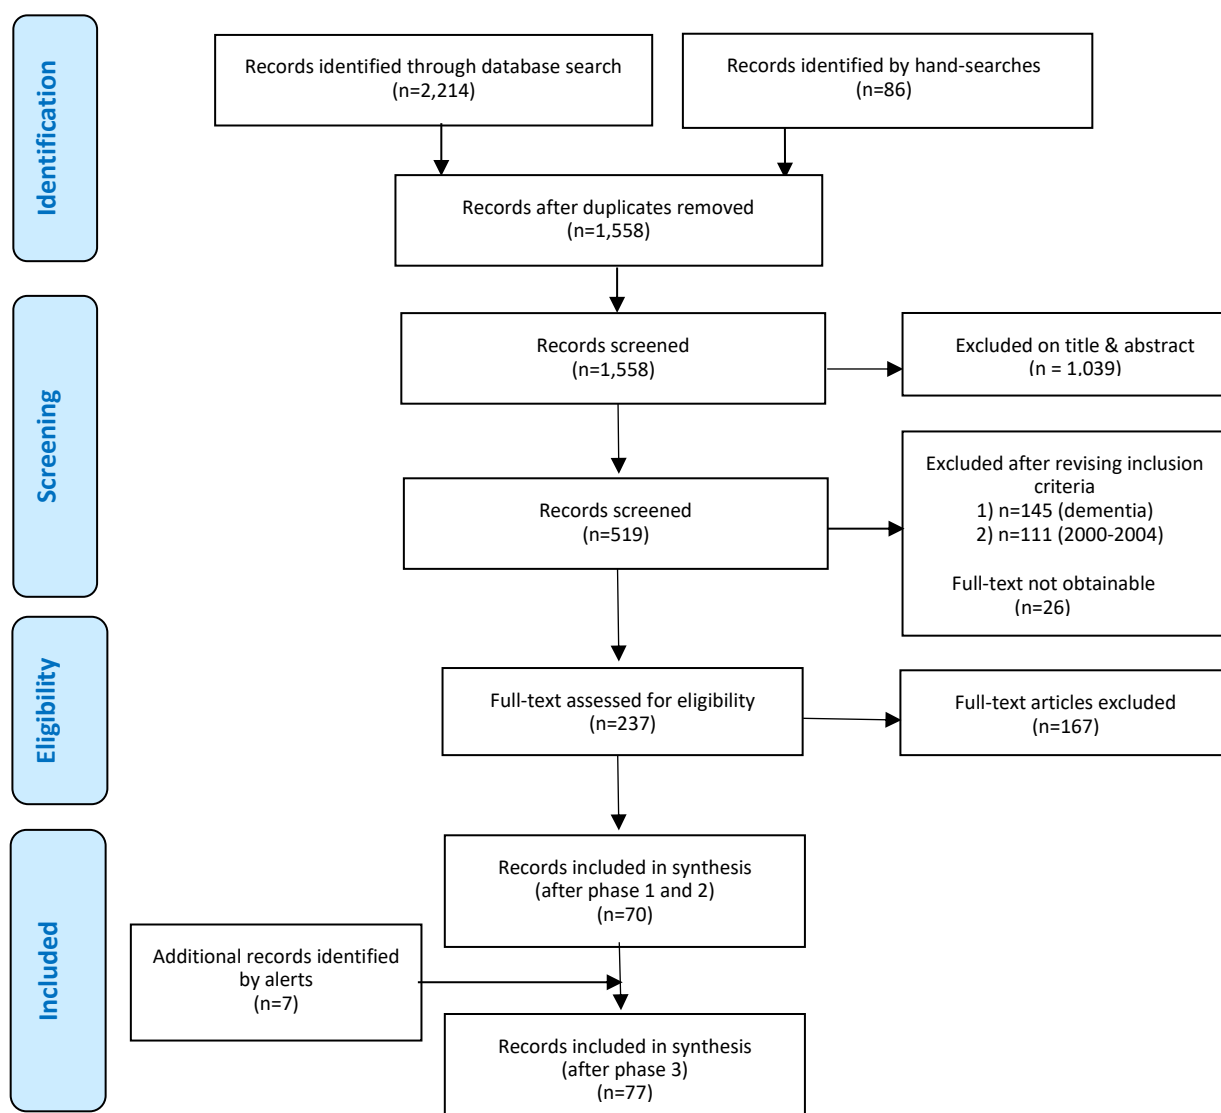 Identification
Records identified through database search
(n=2,214)
Records identified by hand-searches
(n=86)
Records after duplicates removed
(n=1,558)
Screening
Records screened
(n=1,558)
Excluded on title & abstract
(n = 1,039)
Records screened
(n=519)
Excluded after revising inclusion
criteria
1) n=145 (dementia)
2) n=111 (2000-2004)
Full-text not obtainable
(n=26)
Eligibility
Full-text assessed for eligibility
(n=237)
Full-text articles excluded
(n=167)
Included
Records included in synthesis
(after phase 1 and 2)
(n=70)
Additional records identified
by alerts
(n=7)
Records included in synthesis
(after phase 3)
(n=77)